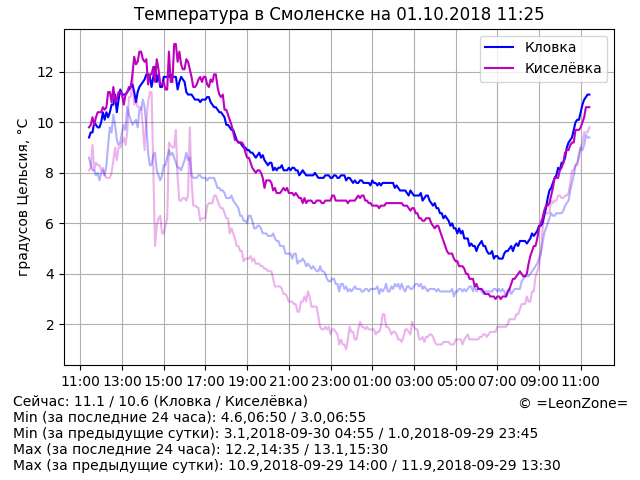 Температура в Смоленске на 01.10.2018 11:25
градусов Цельсия, °C
12
10
8
6
4
2
Кловка
Киселёвка
11:00 13:00 15:00 17:00 19:00 21:00 23:00 01:00 03:00 05:00 07:00 09:00 11:00
Сейчас: 11.1 / 10.6 (Кловка / Киселёвка)
© =LeonZone=
Min (за последние 24 часа): 4.6,06:50 / 3.0,06:55
Min (за предыдущие сутки): 3.1,2018-09-30 04:55 / 1.0,2018-09-29 23:45
Max (за последние 24 часа): 12.2,14:35 / 13.1,15:30
Max (за предыдущие сутки): 10.9,2018-09-29 14:00 / 11.9,2018-09-29 13:30